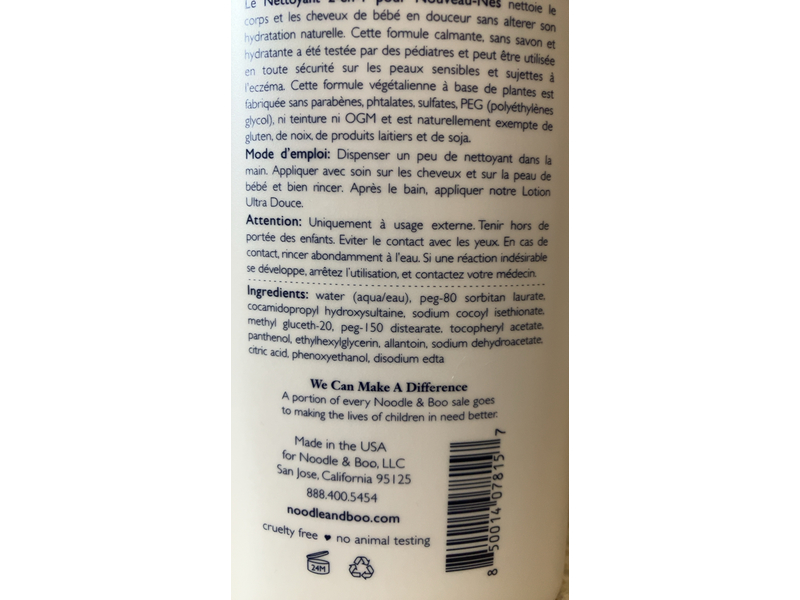 Le Nettoyant 2-en-1 pour Nouveau-Nés nettoie le
corps et les cheveux de bébé en douceur sans alterer son
hydratation naturelle. Cette formule calmante, sans savon et
hydratante a été testée par des pédiatres et peut être utilisée
en toute sécurité sur les peaux sensibles et sujettes à
l'eczéma. Cette formule végétalienne à base de plantes est
fabriquée sans parabènes, phtalates, sulfates, PEG (polyéthylènes
glycol), ni teinture ni OGM et est naturellement exempte de
gluten, de noix, de produits laitiers et de soja.
Mode d'emploi: Dispenser un peu de nettoyant dans la
main. Appliquer avec soin sur les cheveux et sur la peau de
bébé et bien rincer. Après le bain, appliquer notre Lotion
Ultra Douce.
Attention: Uniquement à usage externe. Tenir hors de
portée des enfants. Eviter le contact avec les yeux. En cas de
contact, rincer abondamment à l'eau. Si une réaction indésirable
se développe, arrêtez l'utilisation, et contactez votre médecin.
Ingredients: water (aqua/eau), peg-80 sorbitan laurate,
cocamidopropyl hydroxysultaine, sodium cocoyl isethionate,
methyl gluceth-20, peg-150 distearate, tocopheryl acetate,
panthenol, ethylhexylglycerin, allantoin, sodium dehydroacetate,
citric acid, phenoxyethanol, disodium edta
We Can Make A Difference
A portion of every Noodle & Boo sale goes
to making the lives of children in need better.
Made in the USA
for Noodle & Boo, LLC
San Jose, California 95125
888.400.5454
noodleandboo.com
cruelty free ♥ no animal testing
24M
8 50014 07815 7